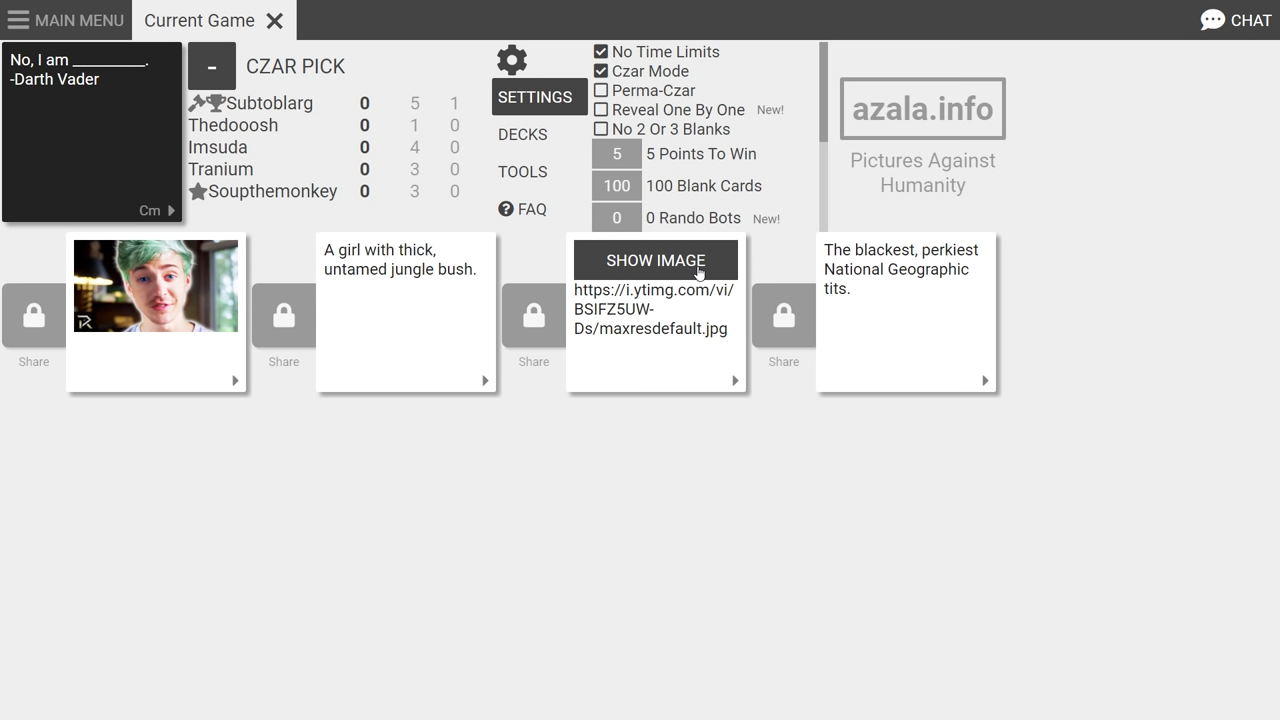 MAIN MENU
Current Game
CHAT
No, I am _________.
-Darth Vader
Cm
-
CZAR PICK
Subtoblarg 0 5 1
Thedooosh 0 1 0
Imsuda 0 4 0
Tranium 0 3 0
Soupthemonkey 0 3 0
SETTINGS
DECKS
TOOLS
FAQ
No Time Limits
Czar Mode
Perma-Czar
Reveal One By One New!
No 2 Or 3 Blanks
5 5 Points To Win
100 100 Blank Cards
0 0 Rando Bots New!
azala.info
Pictures Against
Humanity
Share
R
Share
A girl with thick,
untamed jungle bush.
Share
SHOW IMAGE
https://i.ytimg.com/vi/
BSIFZ5UW-
Ds/maxresdefault.jpg
Share
The blackest, perkiest
National Geographic
tits.